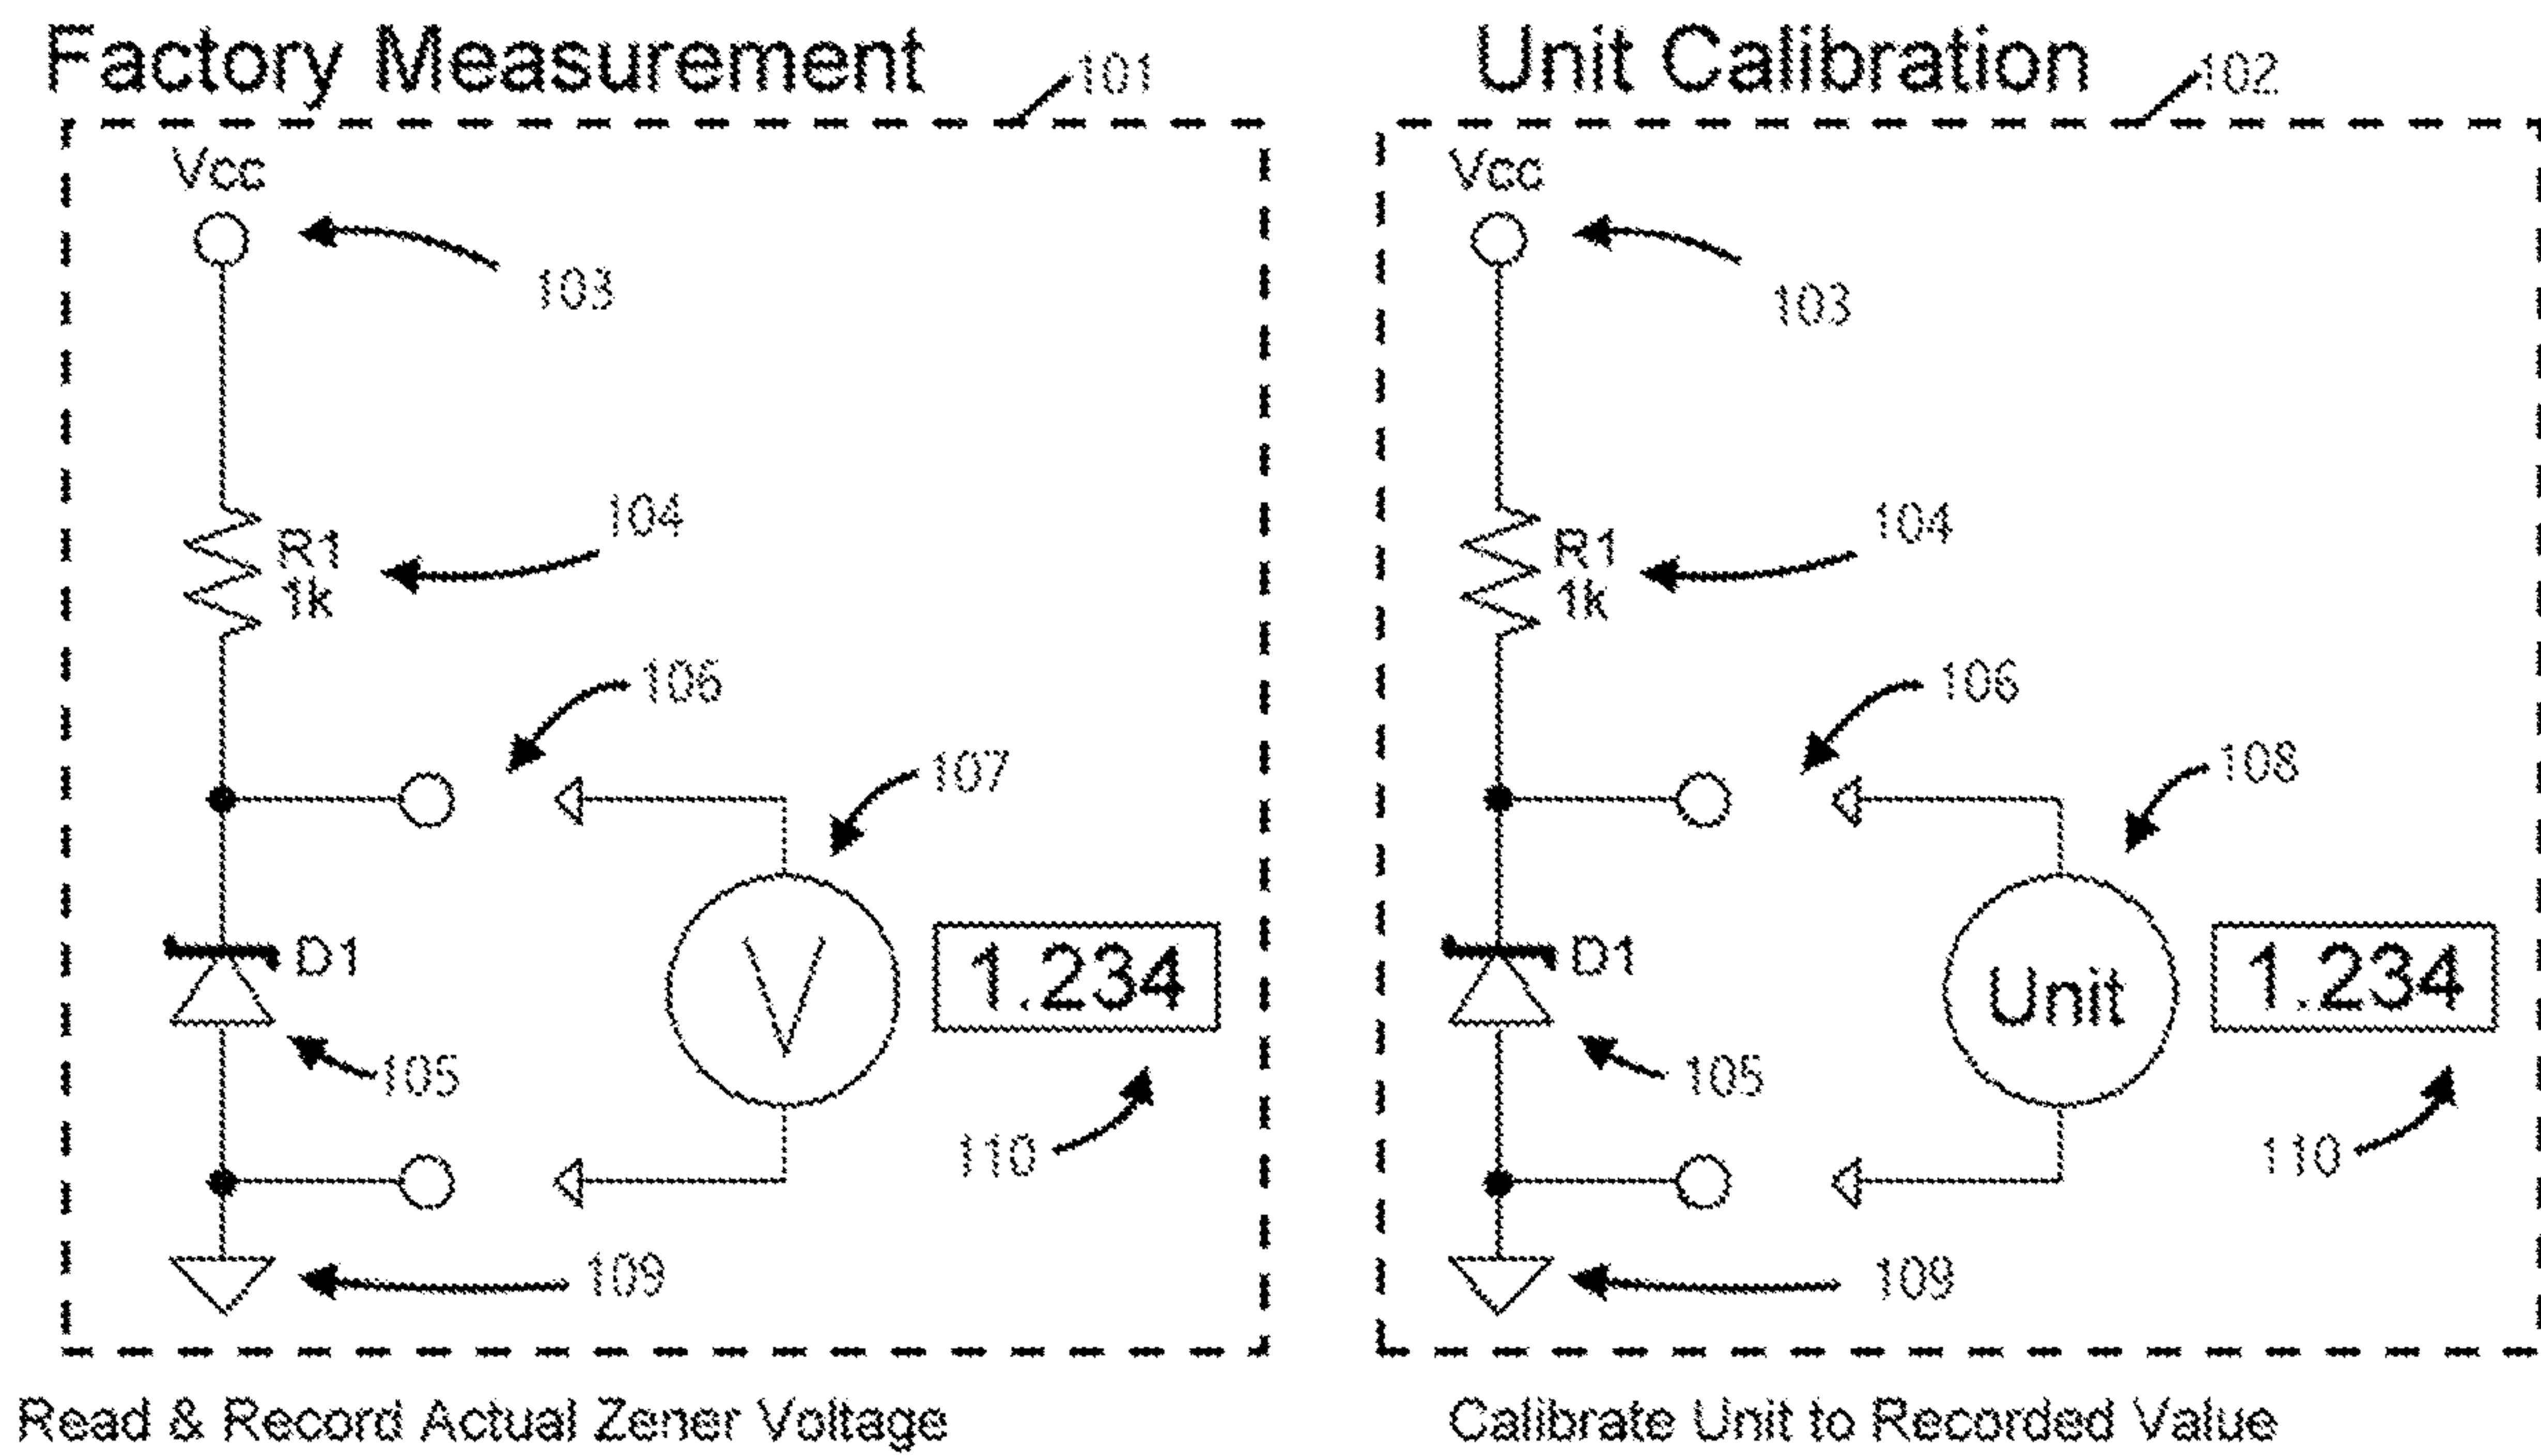 Factory Measurement
101
Vcc
103
R1
1k
104
106
107
D1
V
1.234
105
110
109
Read & Record Actual Zener Voltage
Unit Calibration
102
Vcc
103
R1
1k
104
106
108
D1
Unit
1.234
105
110
109
Calibrate Unit to Recorded Value